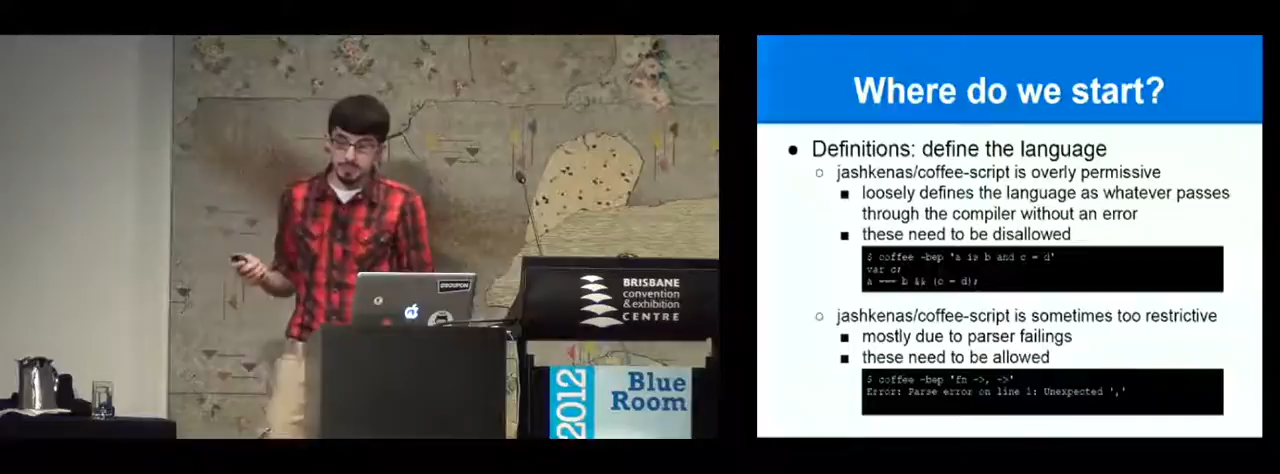 GROUPON
BRISBANE
convention
& exhibition
CENTRE
2012
Blue
Room
Where do we start?
Definitions: define the language
jashkenas/coffee-script is overly permissive
loosely defines the language as whatever passes
through the compiler without an error
these need to be disallowed
$ coffee -bep 'a is b and c = d'
var c;
a === b && (c = d);
jashkenas/coffee-script is sometimes too restrictive
mostly due to parser failings
these need to be allowed
$ coffee -bep 'fn ->, ->'
Error: Parse error on line 1: Unexpected ','